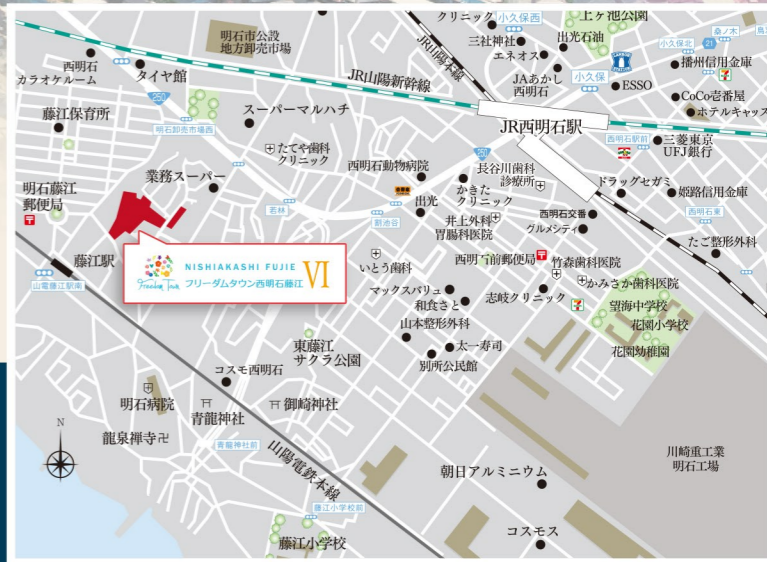 クリニック
小久保西
上ケ池公園
明石市公設
地方卸売市場
三社神社
出光石油
エネオス
小久保北
21
播州信用金庫
西明石
カラオケルーム
タイヤ館
JR山陽本線
JR山陽新幹線
JAあかし
西明石
小久保
ESSO
CoCo壱番屋
ホテルキャッス
250
藤江保育所
スーパーマルハチ
明石卸売市場西
JR西明石駅
西明石駅前
三菱東京
UFJ銀行
たてや歯科
クリニック
西明石動物病院
長谷川歯科
診療所
業務スーパー
明石藤江
郵便局
かきた
クリニック
ドラッグセガミ
姫路信用金庫
若林
出光
割池谷
井上外科
胃腸科医院
西明石交番
グルメシティ
西明石東
たご整形外科
藤江駅
山電藤江駅南
NISHIAKASHI FUJIE
フリーダムタウン西明石藤江
VI
Freedom Town
いとう歯科
西明石前郵便局
竹森歯科医院
かみさか歯科医院
マックスバリュ
和食さと
志岐クリニック
望海中学校
花園小学校
花園幼稚園
山本整形外科
太一寿司
別所公民館
東藤江
サクラ公園
コスモ西明石
明石病院
青龍神社
御崎神社
龍泉禅寺
青龍神社前
山陽電鉄本線
N
川崎重工業
明石工場
朝日アルミニウム
藤江小学校前
コスモス
藤江小学校